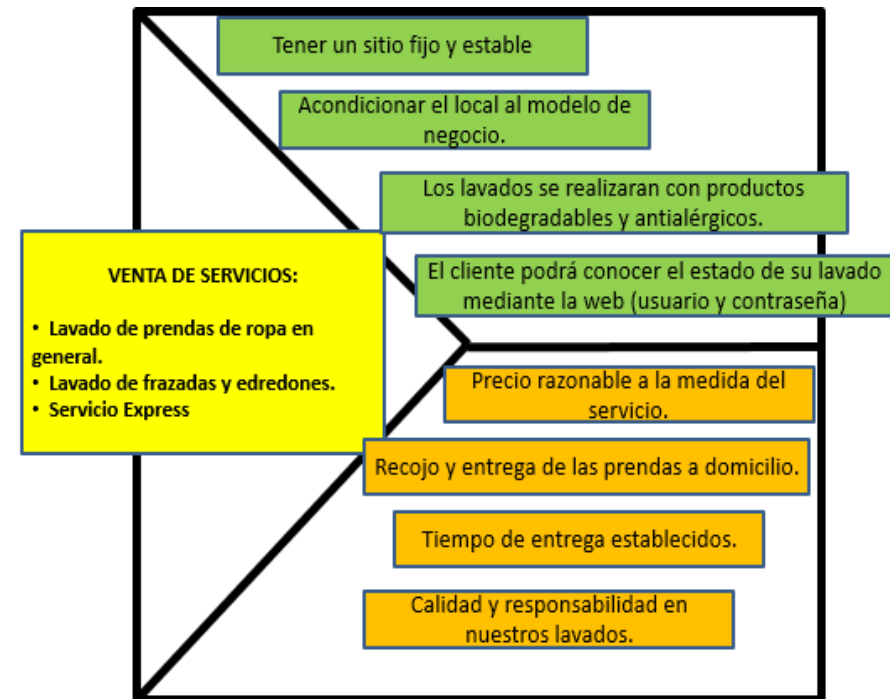 Tener un sitio fijo y estable
Acondicionar el local al modelo de
negocio.
Los lavados se realizaran con productos
biodegradables y antialérgicos.
El cliente podrá conocer el estado de su lavado
mediante la web (usuario y contraseña)
VENTA DE SERVICIOS:
• Lavado de prendas de ropa en
general.
• Lavado de frazadas y edredones.
• Servicio Express
Precio razonable a la medida del
servicio.
Recojo y entrega de las prendas a domicilio.
Tiempo de entrega establecidos.
Calidad y responsabilidad en
nuestros lavados.